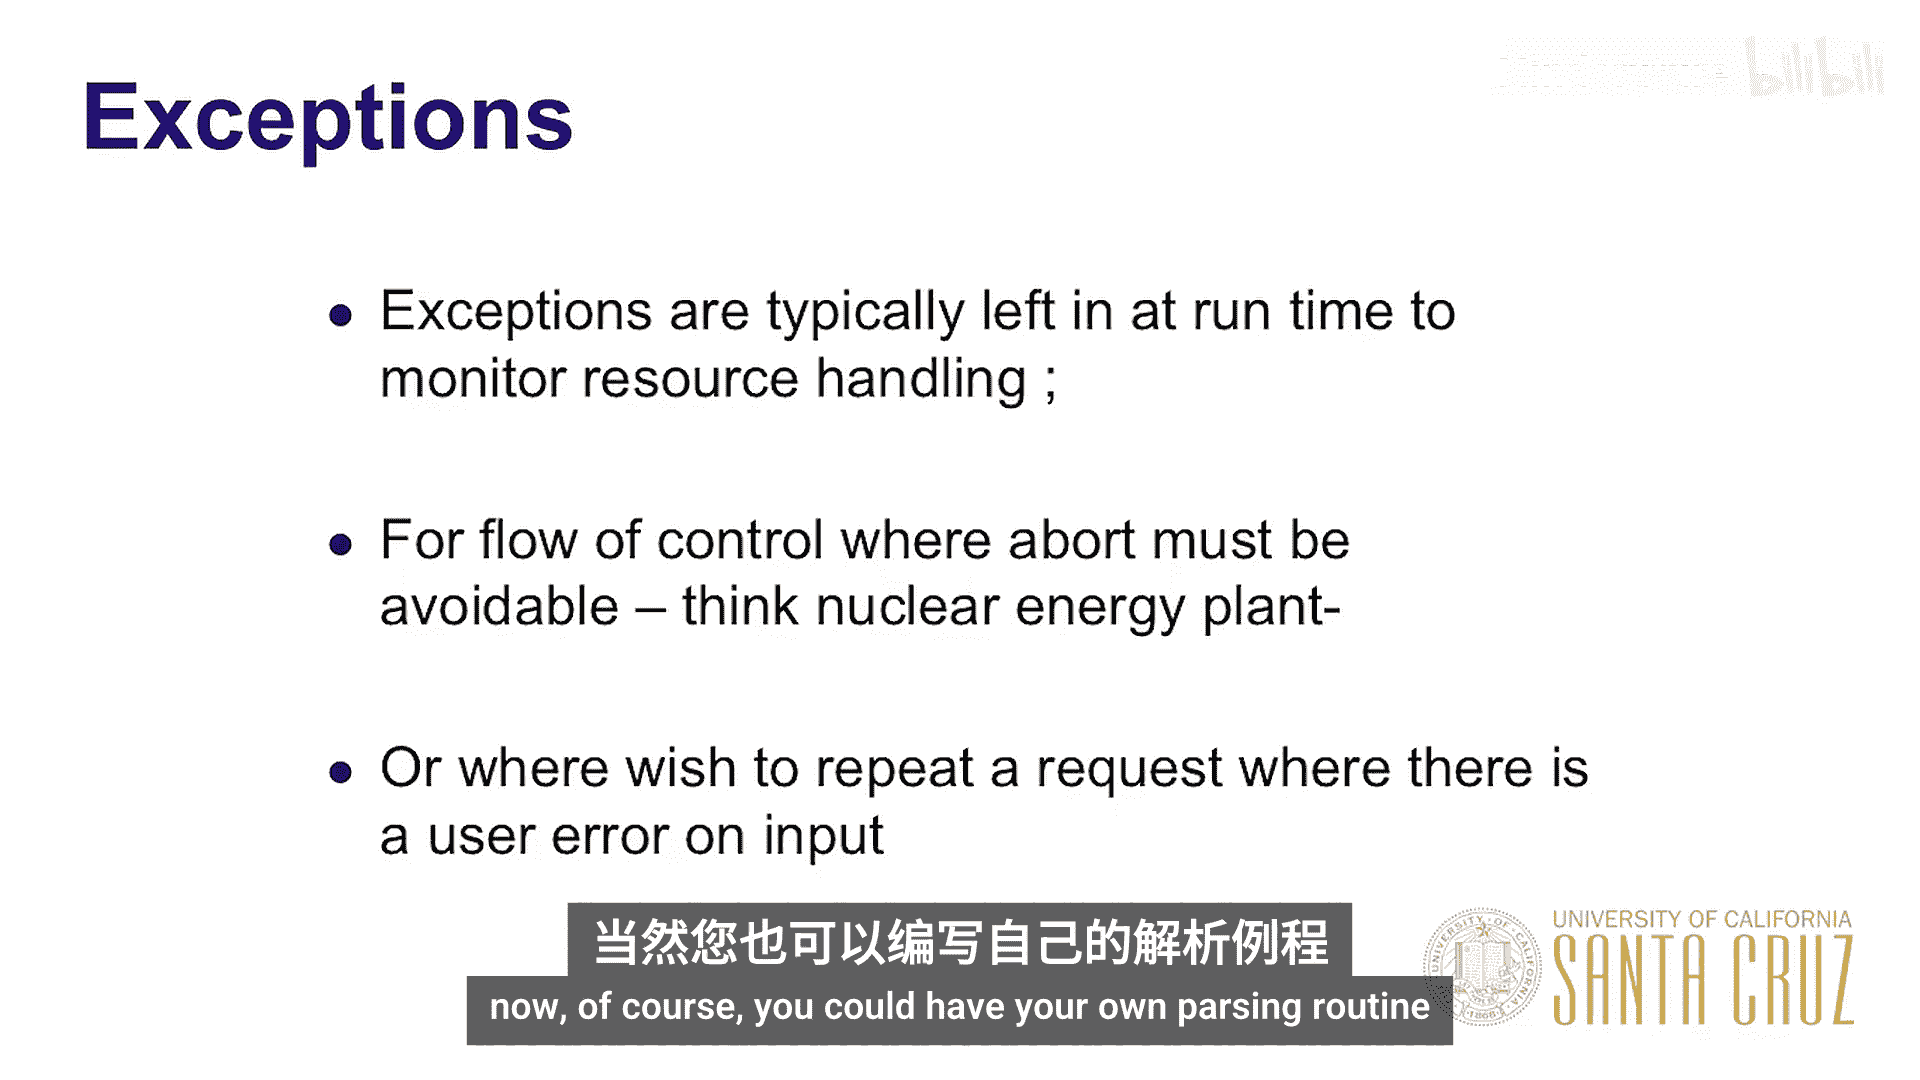 bilibili
Exceptions
● Exceptions are typically left in at run time to
monitor resource handling ;
● For flow of control where abort must be
avoidable – think nuclear energy plant-
● Or where wish to repeat a request where there is
a user error on input
当然您也可以编写自己的解析例程
now, of course, you could have your own parsing routine
UNIVERSITY OF CALIFORNIA
SANTA CRUZ